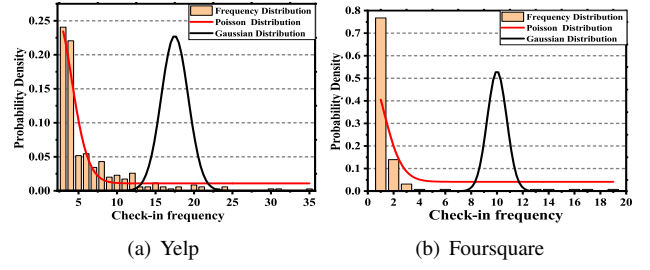 Frequency Distribution
Poisson Distribution
Gaussian Distribution
Probability Density
0.25
0.20
0.15
0.10
0.05
0.00
5 10 15 20 25 30 35
Check-in frequency
(a) Yelp
Frequency Distribution
Poisson Distribution
Gaussian Distribution
Probability Density
0.8
0.7
0.6
0.5
0.4
0.3
0.2
0.1
0.0
0 2 4 6 8 10 12 14 16 18 20
Check-in frequency
(b) Foursquare